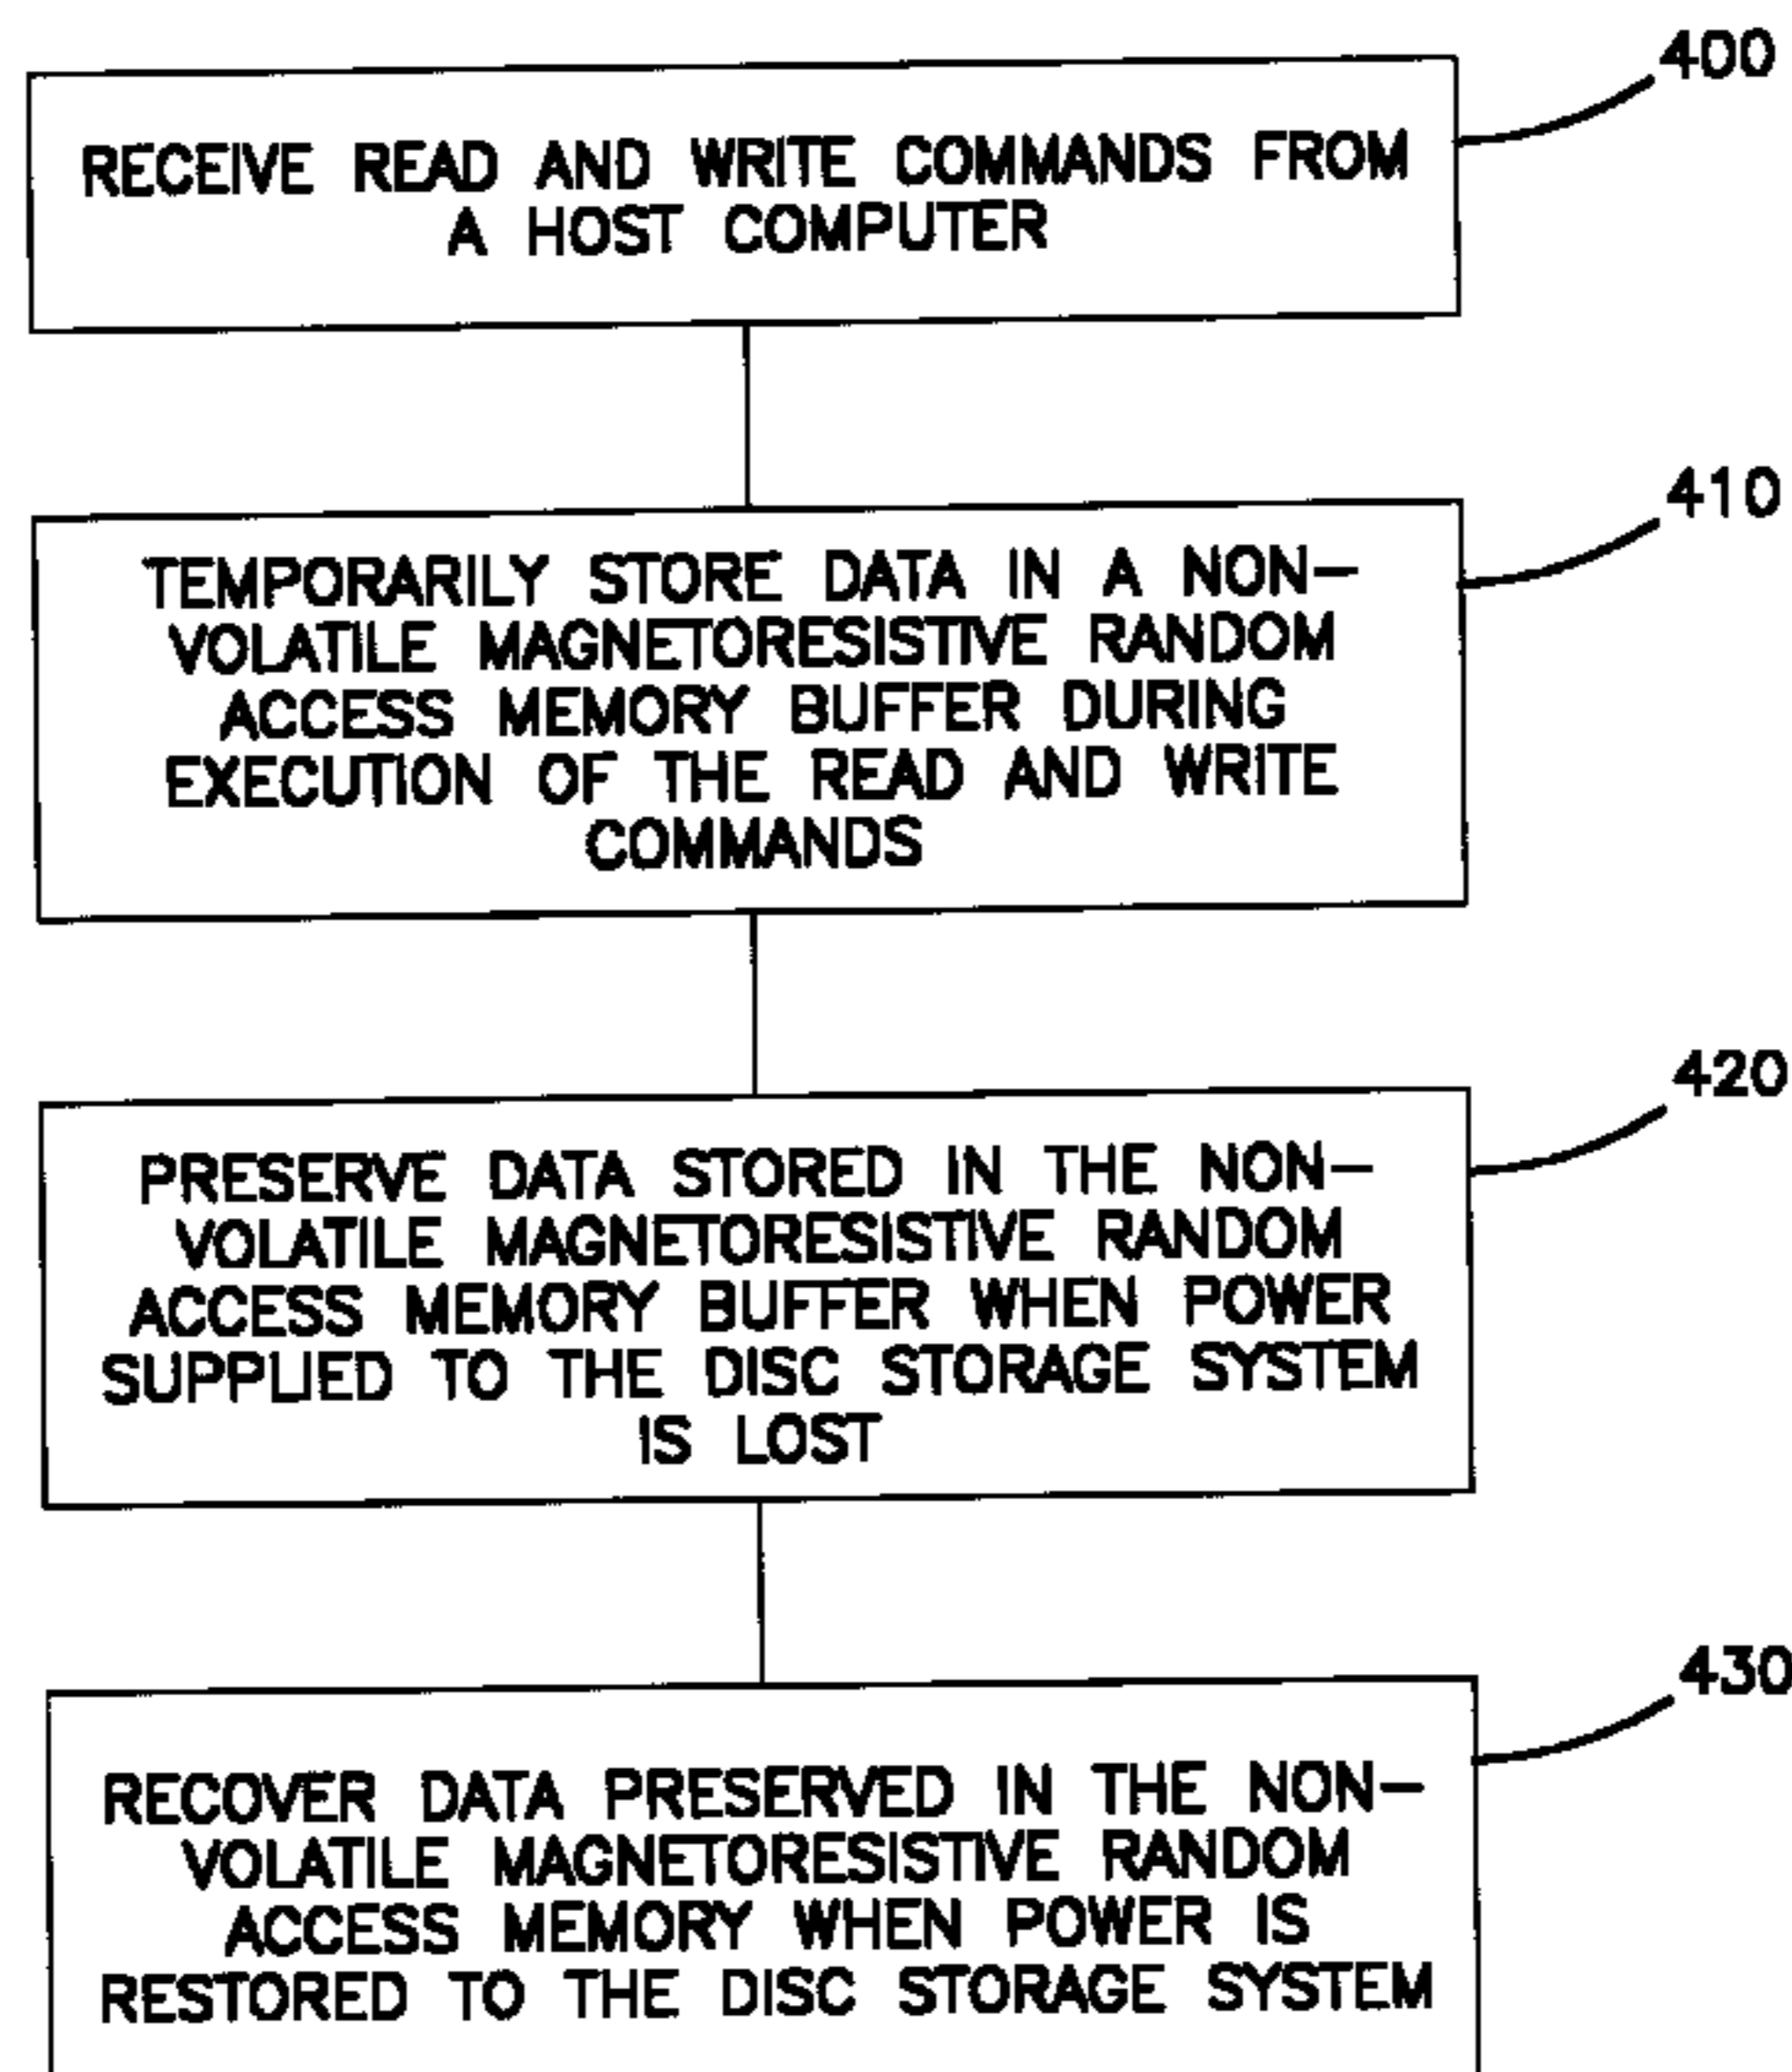 400
RECEIVE READ AND WRITE COMMANDS FROM
A HOST COMPUTER
410
TEMPORARILY STORE DATA IN A NON-
VOLATILE MAGNETORESISTIVE RANDOM
ACCESS MEMORY BUFFER DURING
EXECUTION OF THE READ AND WRITE
COMMANDS
420
PRESERVE DATA STORED IN THE NON-
VOLATILE MAGNETORESISTIVE RANDOM
ACCESS MEMORY BUFFER WHEN POWER
SUPPLIED TO THE DISC STORAGE SYSTEM
IS LOST
430
RECOVER DATA PRESERVED IN THE NON-
VOLATILE MAGNETORESISTIVE RANDOM
ACCESS MEMORY WHEN POWER IS
RESTORED TO THE DISC STORAGE SYSTEM